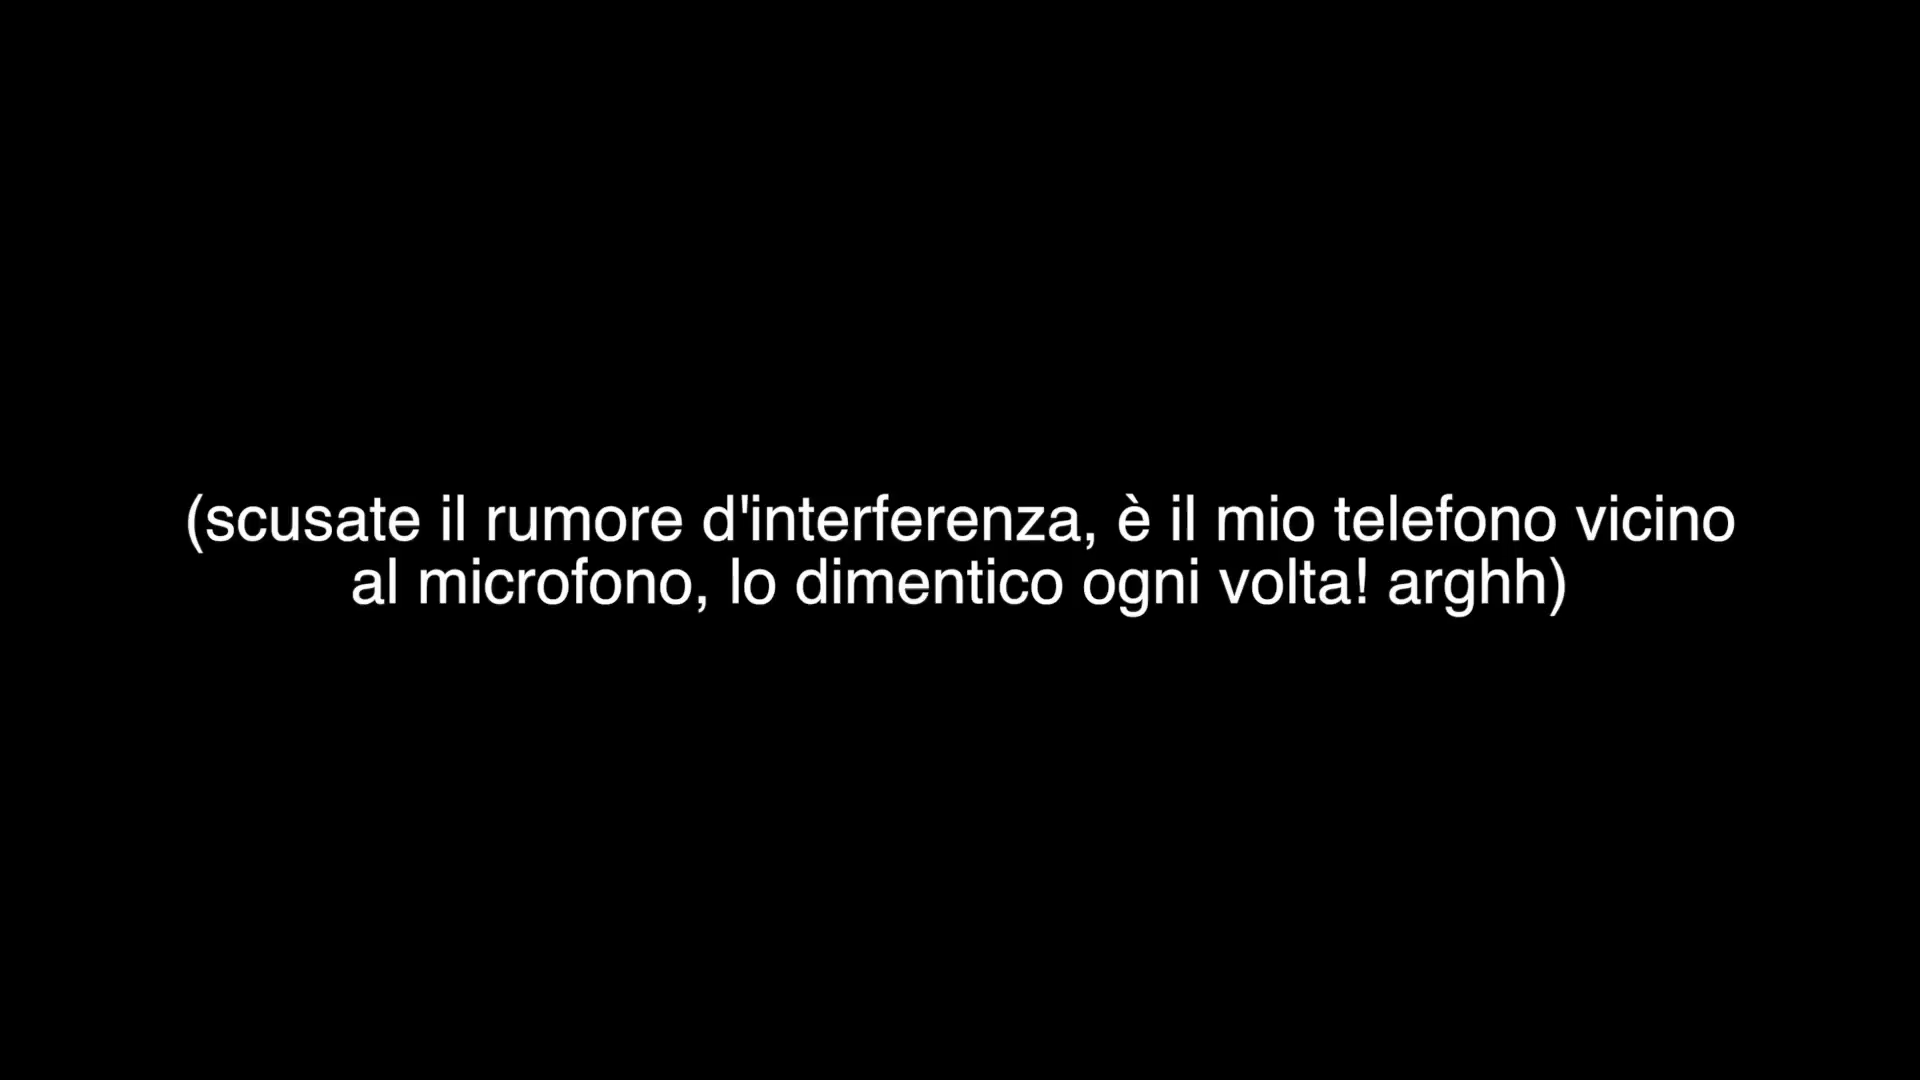 (scusate il rumore d'interferenza, è il mio telefono vicino
al microfono, lo dimentico ogni volta! arghh)